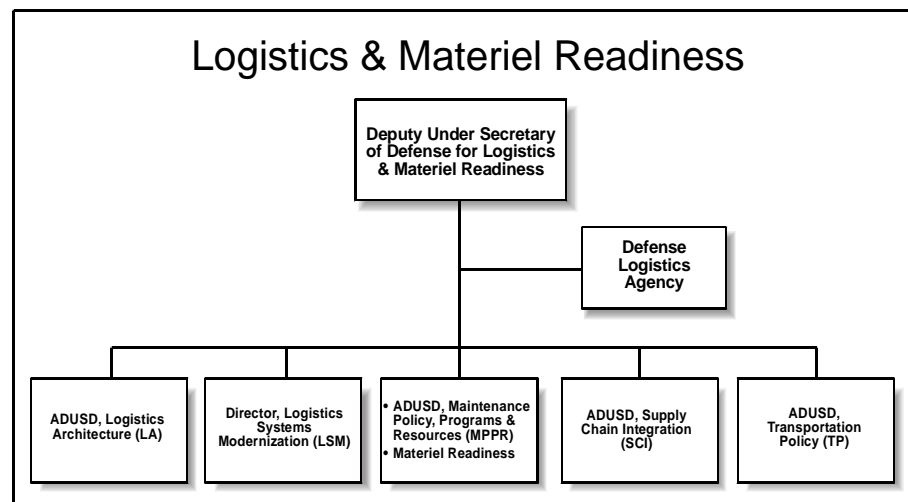 Logistics & Materiel Readiness
Deputy Under Secretary
of Defense for Logistics
& Materiel Readiness
Defense
Logistics
Agency
ADUSD, Logistics
Architecture (LA)
Director, Logistics
Systems
Modernization (LSM)
• ADUSD, Maintenance
Policy, Programs &
Resources (MPPR)
• Materiel Readiness
ADUSD, Supply
Chain Integration
(SCI)
ADUSD,
Transportation
Policy (TP)